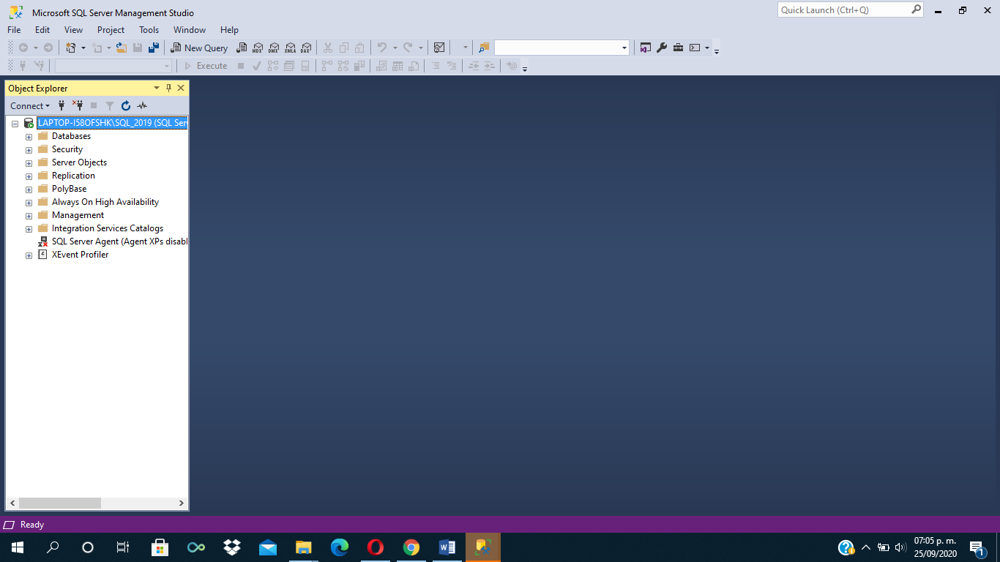 Microsoft SQL Server Management Studio
Quick Launch (Ctrl+Q)
File Edit View Project Tools Window Help
New Query MDX DMX XMLA DAX
Execute
Object Explorer
Connect
LAPTOP-I58OFSHK\SQL_2019 (SQL Ser
Databases
Security
Server Objects
Replication
PolyBase
Always On High Availability
Management
Integration Services Catalogs
SQL Server Agent (Agent XPs disabl
XEvent Profiler
Ready
07:05 p. m.
25/09/2020
1